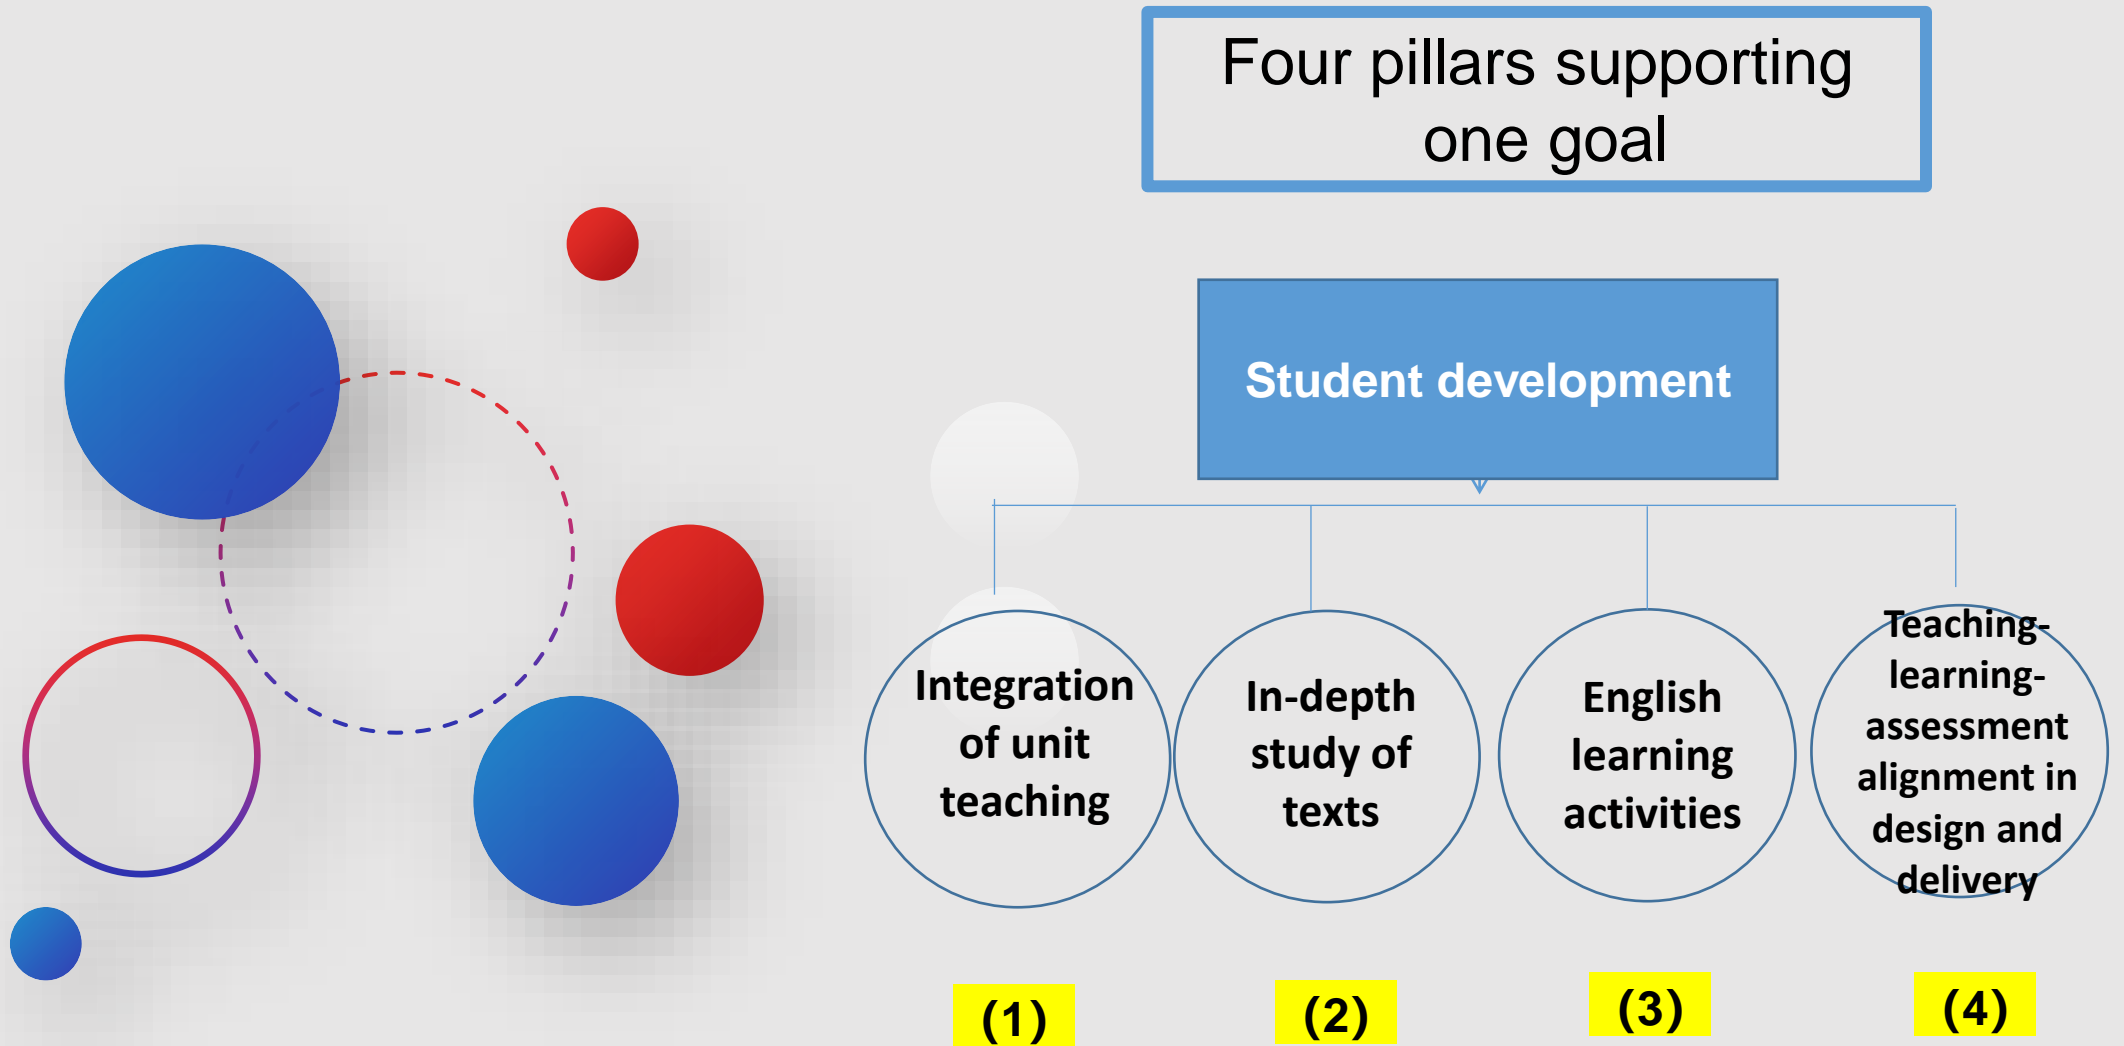 Four pillars supporting
one goal
Student development
Integration
of unit
teaching
In-depth
study of
texts
English
learning
activities
Teaching-
learning-
assessment
alignment in
design and
delivery
(1)
(2)
(3)
(4)